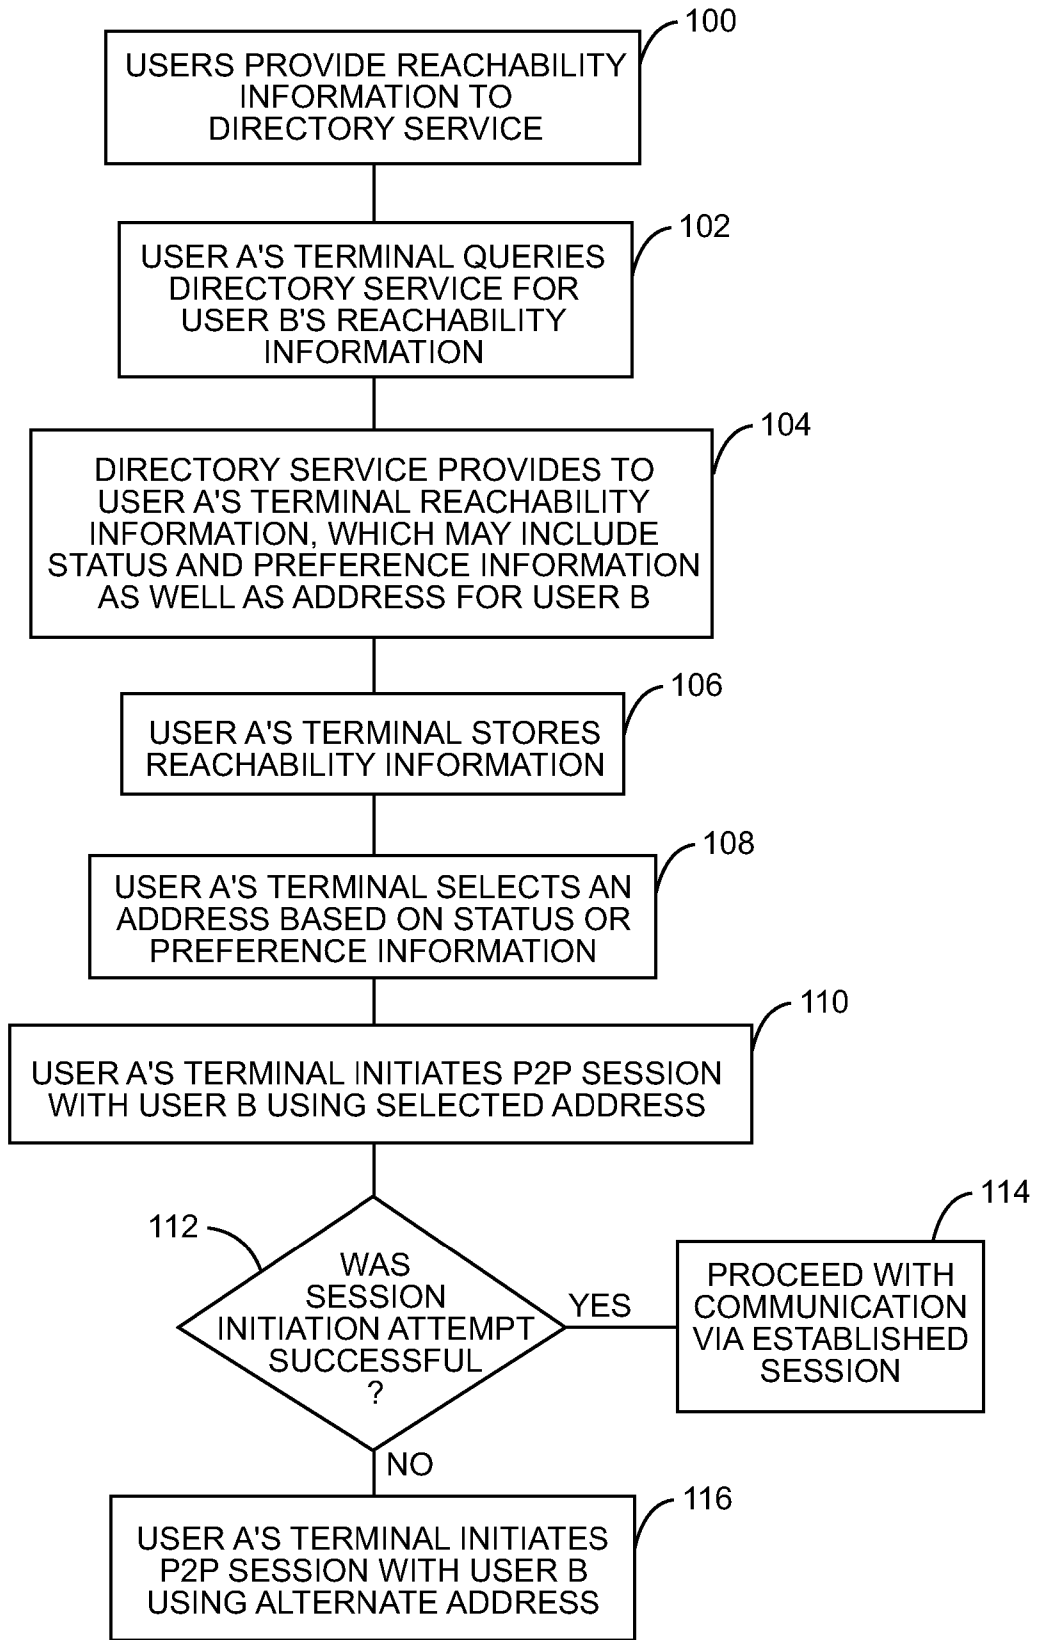 100
USERS PROVIDE REACHABILITY
INFORMATION TO
DIRECTORY SERVICE
102
USER A'S TERMINAL QUERIES
DIRECTORY SERVICE FOR
USER B'S REACHABILITY
INFORMATION
104
DIRECTORY SERVICE PROVIDES TO
USER A'S TERMINAL REACHABILITY
INFORMATION, WHICH MAY INCLUDE
STATUS AND PREFERENCE INFORMATION
AS WELL AS ADDRESS FOR USER B
106
USER A'S TERMINAL STORES
REACHABILITY INFORMATION
108
USER A'S TERMINAL SELECTS AN
ADDRESS BASED ON STATUS OR
PREFERENCE INFORMATION
110
USER A'S TERMINAL INITIATES P2P SESSION
WITH USER B USING SELECTED ADDRESS
112
WAS
SESSION
INITIATION ATTEMPT
SUCCESSFUL
?
YES
114
PROCEED WITH
COMMUNICATION
VIA ESTABLISHED
SESSION
NO
116
USER A'S TERMINAL INITIATES
P2P SESSION WITH USER B
USING ALTERNATE ADDRESS